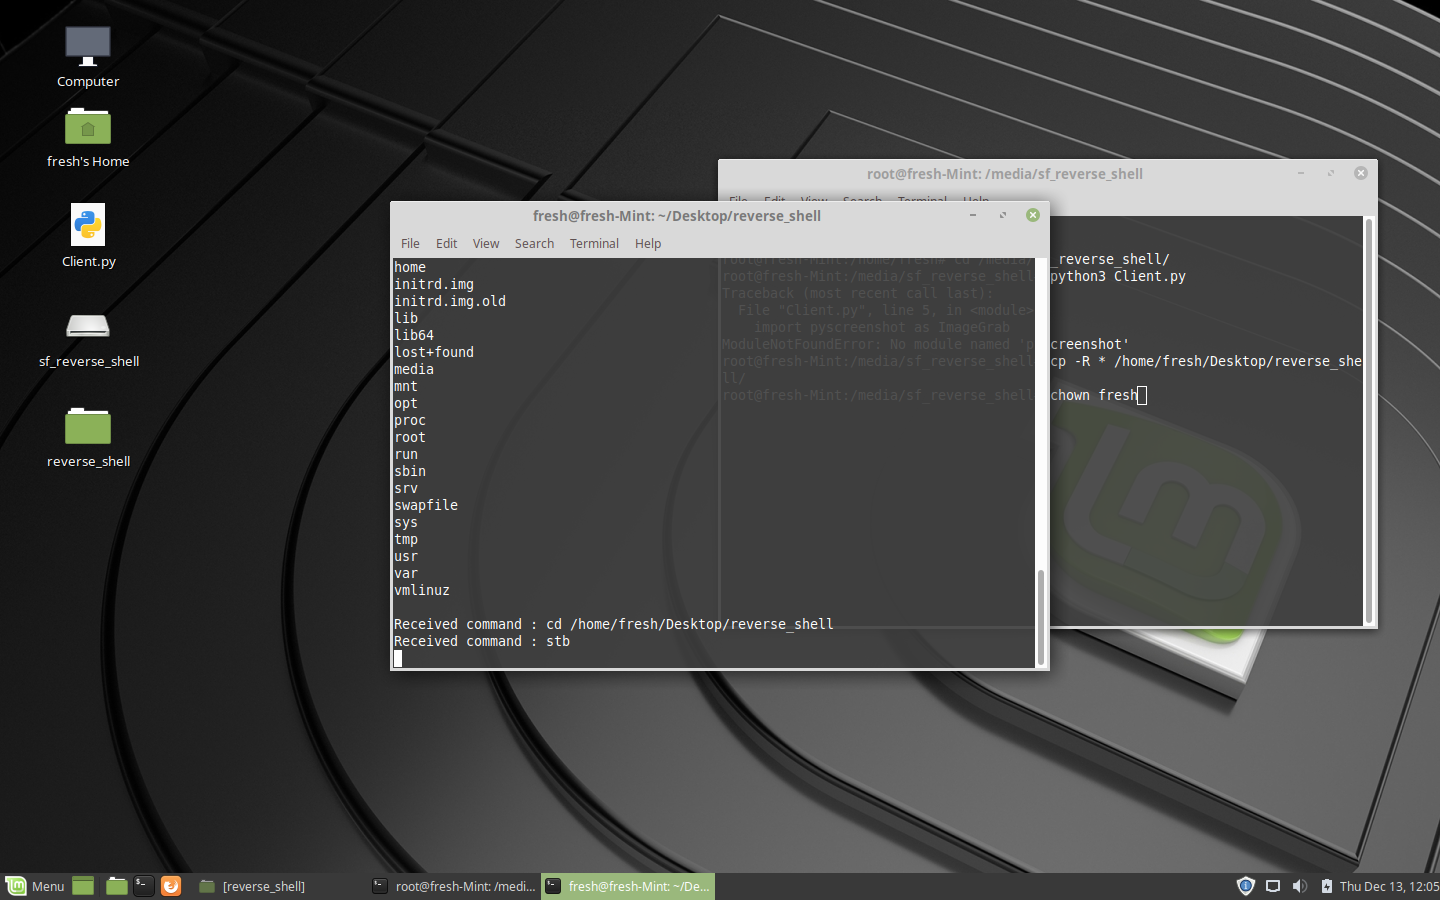 Computer
fresh's Home
Client.py
sf_reverse_shell
reverse_shell
root@fresh-Mint: /media/sf_reverse_shell
File Edit View Search Terminal Help
root@fresh-Mint:/home/fresh# cd /media/sf_reverse_shell/
root@fresh-Mint:/media/sf_reverse_shell python3 Client.py
Traceback (most recent call last):
File "Client.py", line 5, in <module>
import pyscreenshot as ImageGrab
ModuleNotFoundError: No module named 'pyscreenshot'
root@fresh-Mint:/media/sf_reverse_shell cp -R * /home/fresh/Desktop/reverse_she
ll/
root@fresh-Mint:/media/sf_reverse_shell chown fresh
fresh@fresh-Mint: ~/Desktop/reverse_shell
File Edit View Search Terminal Help
home
initrd.img
initrd.img.old
lib
lib64
lost+found
media
mnt
opt
proc
root
run
sbin
srv
swapfile
sys
tmp
usr
var
vmlinuz
Received command : cd /home/fresh/Desktop/reverse_shell
Received command : stb
Menu
[reverse_shell]
root@fresh-Mint: /medi...
fresh@fresh-Mint: ~/De...
Thu Dec 13, 12:05